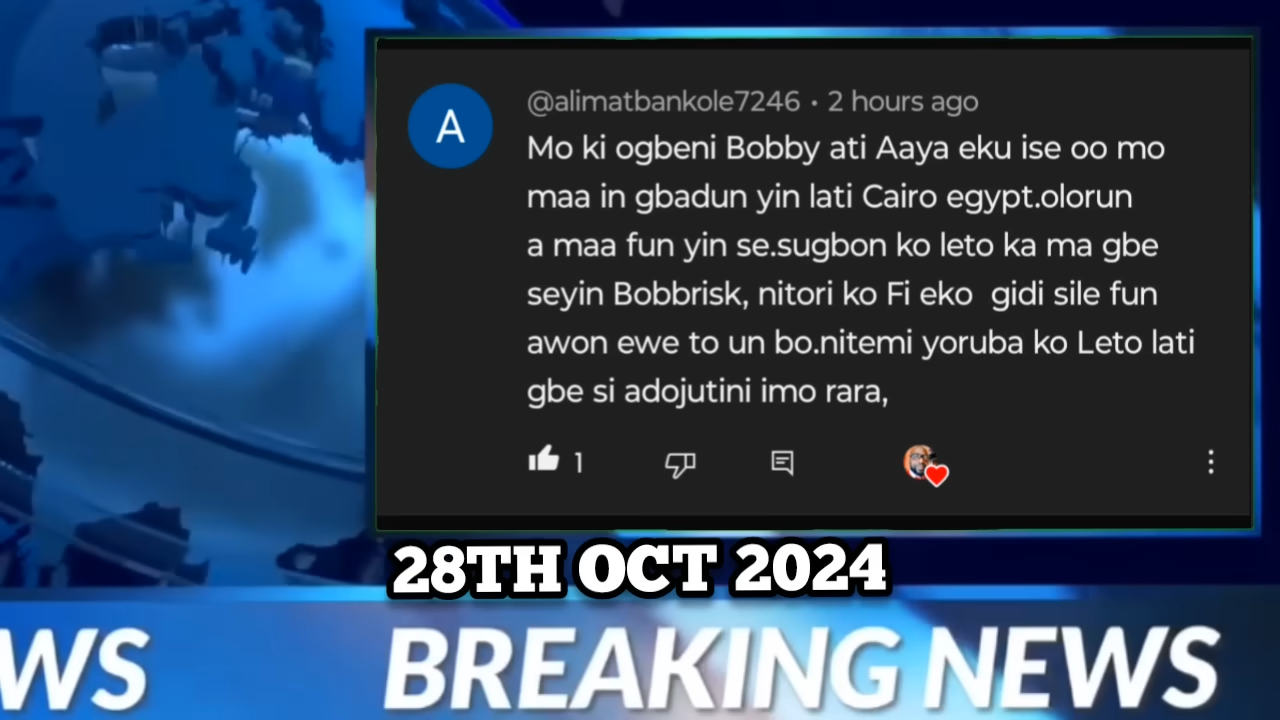 @alimatbankole7246 • 2 hours ago
Mo ki ogbeni Bobby ati Aaya eku ise oo mo
maa in gbadun yin lati Cairo egypt.olorun
a maa fun yin se.sugbon ko leto ka ma gbe
seyin Bobbrisk, nitori ko Fi eko gidi sile fun
awon ewe to un bo.nitemi yoruba ko Leto lati
gbe si adojutini imo rara,
1
28TH OCT 2024
WS BREAKING NEWS